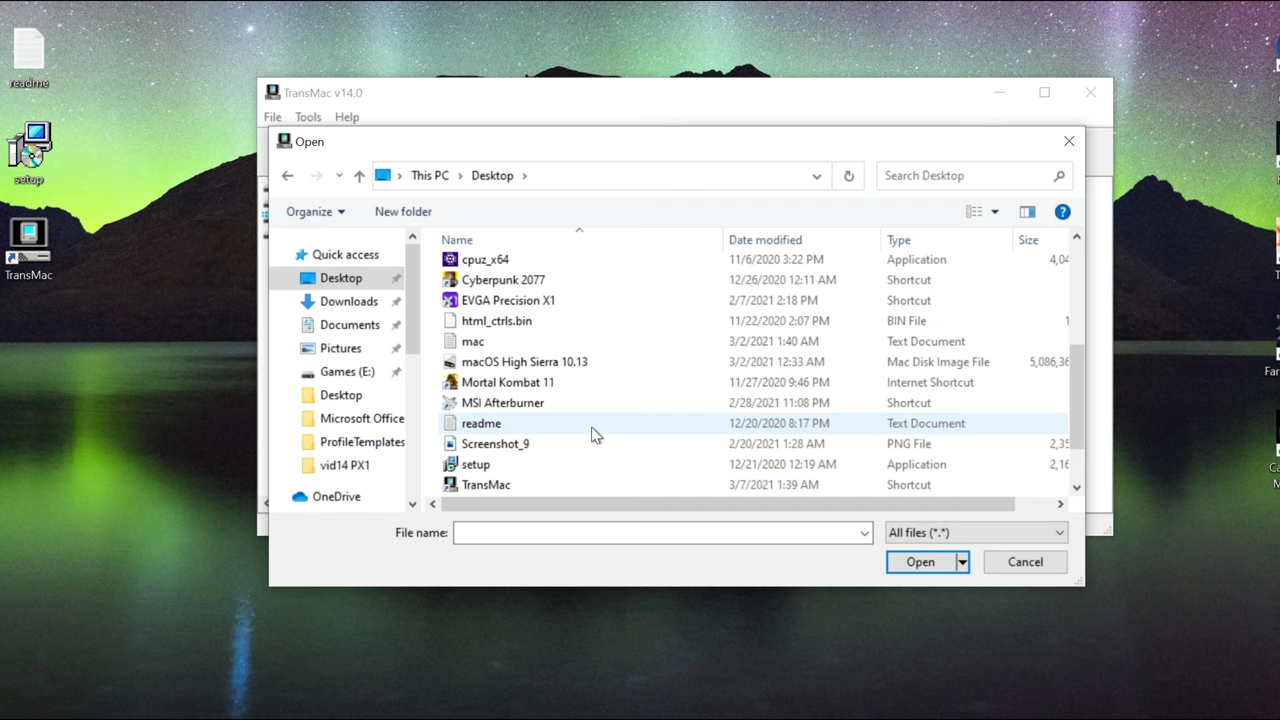 readme
setup
TransMac
TransMac v14.0
File Tools Help
Open
This PC > Desktop >
Search Desktop
Organize New folder
Name Date modified Type Size
Quick access
Desktop
Downloads
Documents
Pictures
Games (E:)
Desktop
Microsoft Office
ProfileTemplates
vid14 PX1
OneDrive
cpuz_x64 11/6/2020 3:22 PM Application 4,04
Cyberpunk 2077 12/26/2020 12:11 AM Shortcut
EVGA Precision X1 2/7/2021 2:18 PM Shortcut
html_ctrls.bin 11/22/2020 2:07 PM BIN File 1
mac 3/2/2021 1:40 AM Text Document
macOS High Sierra 10.13 3/2/2021 12:33 AM Mac Disk Image File 5,086,36
Mortal Kombat 11 11/27/2020 9:46 PM Internet Shortcut
MSI Afterburner 2/28/2021 11:08 PM Shortcut
readme 12/20/2020 8:17 PM Text Document
Screenshot_9 2/20/2021 1:28 AM PNG File 2,35
setup 12/21/2020 12:19 AM Application 2,16
TransMac 3/7/2021 1:39 AM Shortcut
File name: All files (*.*)
Open Cancel